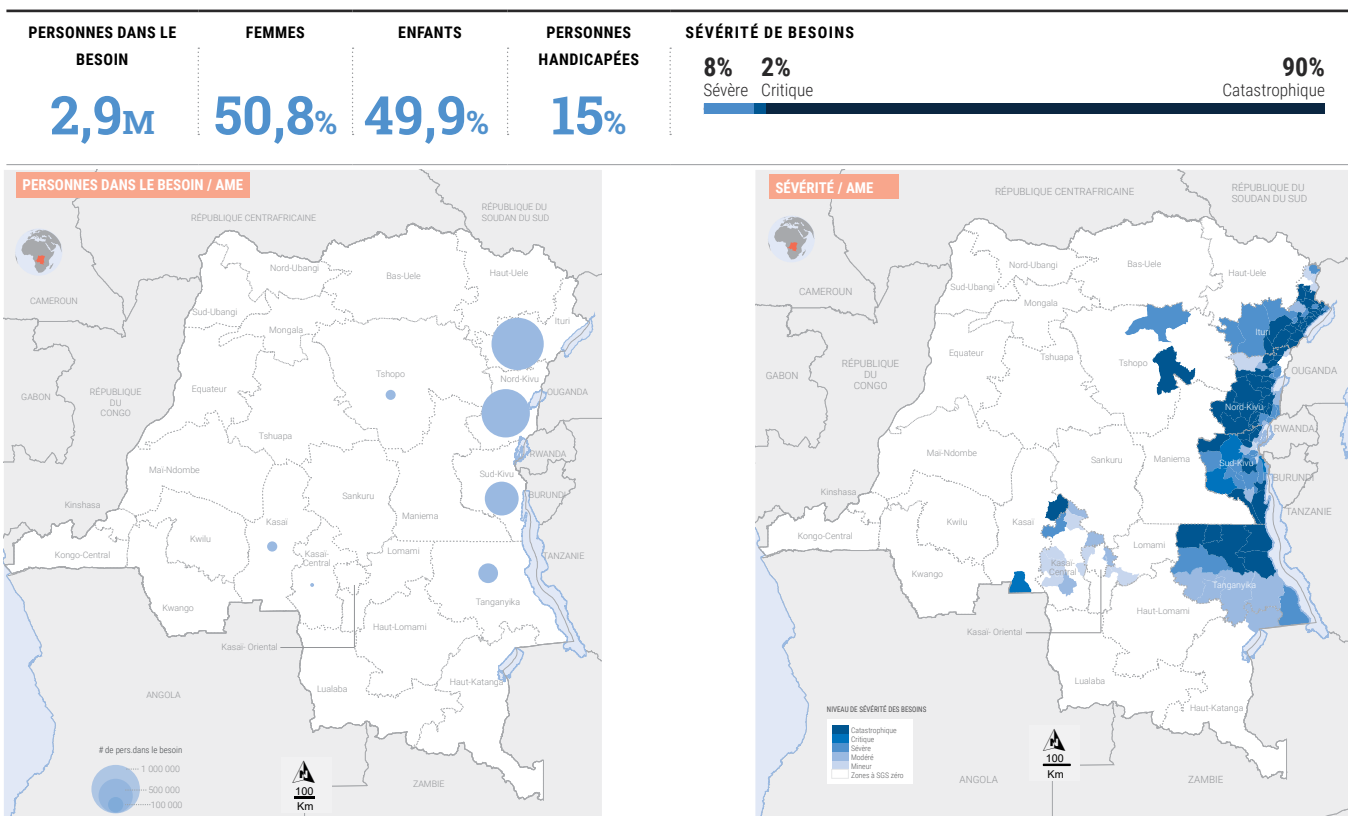 PERSONNES DANS LE
BESOIN
2,9M
FEMMES
50,8%
ENFANTS
49,9%
PERSONNES
HANDICAPÉES
15%
SÉVÉRITÉ DE BESOINS
8%
Sévère
2%
Critique
90%
Catastrophique
PERSONNES DANS LE BESOIN / AME
RÉPUBLIQUE CENTRAFRICAINE
RÉPUBLIQUE DU
SOUDAN DU SUD
Nord-Ubangi
Bas-Uele
Haut-Uele
CAMEROUN
Sud-Ubangi
Mongala
Ituri
Tshopo
Nord-Kivu
OUGANDA
GABON
RÉPUBLIQUE
DU
CONGO
Equateur
Tshuapa
RWANDA
Mai-Ndombe
Sud-Kivu
BURUNDI
Sankuru
Kinshasa
Maniema
Kasai
Kwilu
Kongo-Central
Kasai-
Central
Lomami
TANZANIE
Kwango
Tanganyika
Haut-Lomami
Kasai- Oriental
Lualaba
Haut-Katanga
ANGOLA
ZAMBIE
# de pers.dans le besoin
1 000 000
500 000
100 000
100
Km
SÉVÉRITÉ / AME
RÉPUBLIQUE CENTRAFRICAINE
RÉPUBLIQUE DU
SOUDAN DU SUD
Nord-Ubangi
Bas-Uele
Haut-Uele
CAMEROUN
Sud-Ubangi
Mongala
Ituri
Equateur
Tshuapa
Tshopo
GABON
RÉPUBLIQUE
DU
CONGO
OUGANDA
Nord-Kivu
RWANDA
Mai-Ndombe
Sankuru
Maniema
Sud-Kivu
BURUNDI
Kinshasa
Kwilu
Kasai
TANZANIE
Kongo-Central
Lomami
Kasai-
Central
Kwango
Tanganyika
Haut-Lomami
Kasai- Oriental
Lualaba
Haut-Katanga
ANGOLA
ZAMBIE
NIVEAU DE SÉVÉRITÉ DES BESOINS
Catastrophique
Critique
Sévère
Modéré
Mineur
Zones à SGS zéro
100
Km